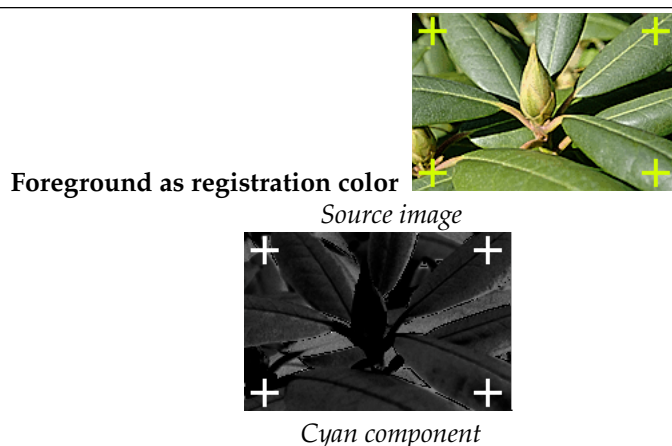 Foreground as registration color
Source image
Cyan component